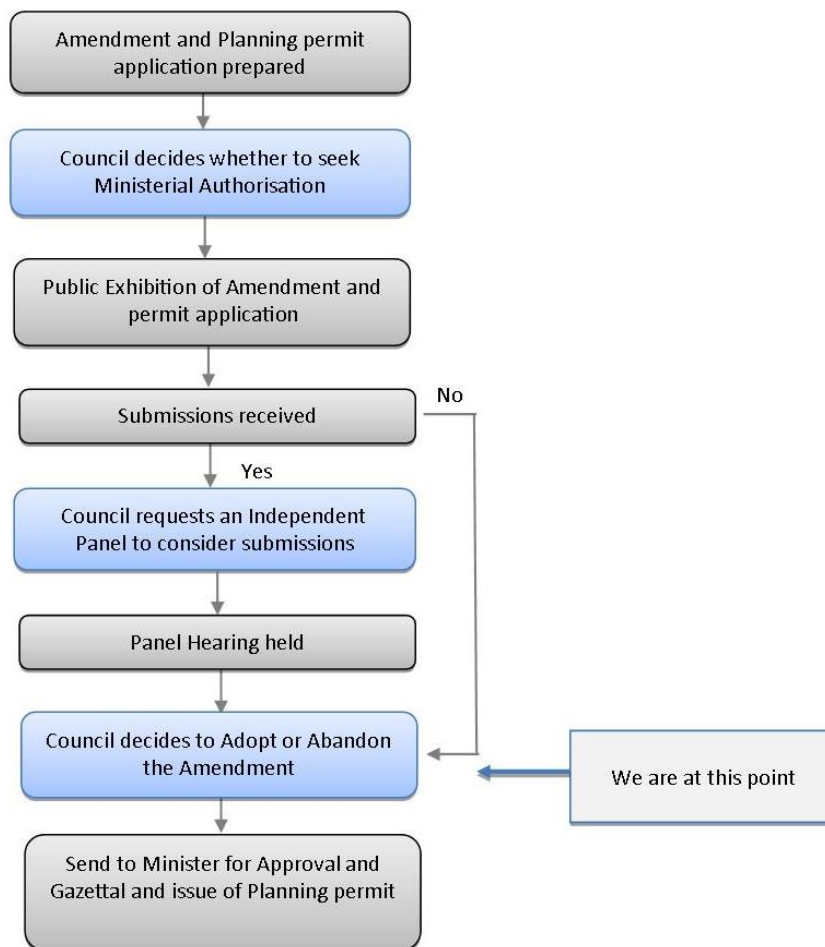 Amendment and Planning permit
application prepared
Council decides whether to seek
Ministerial Authorisation
Public Exhibition of Amendment and
permit application
Submissions received
No
Yes
Council requests an Independent
Panel to consider submissions
Panel Hearing held
Council decides to Adopt or Abandon
the Amendment
We are at this point
Send to Minister for Approval and
Gazettal and issue of Planning permit